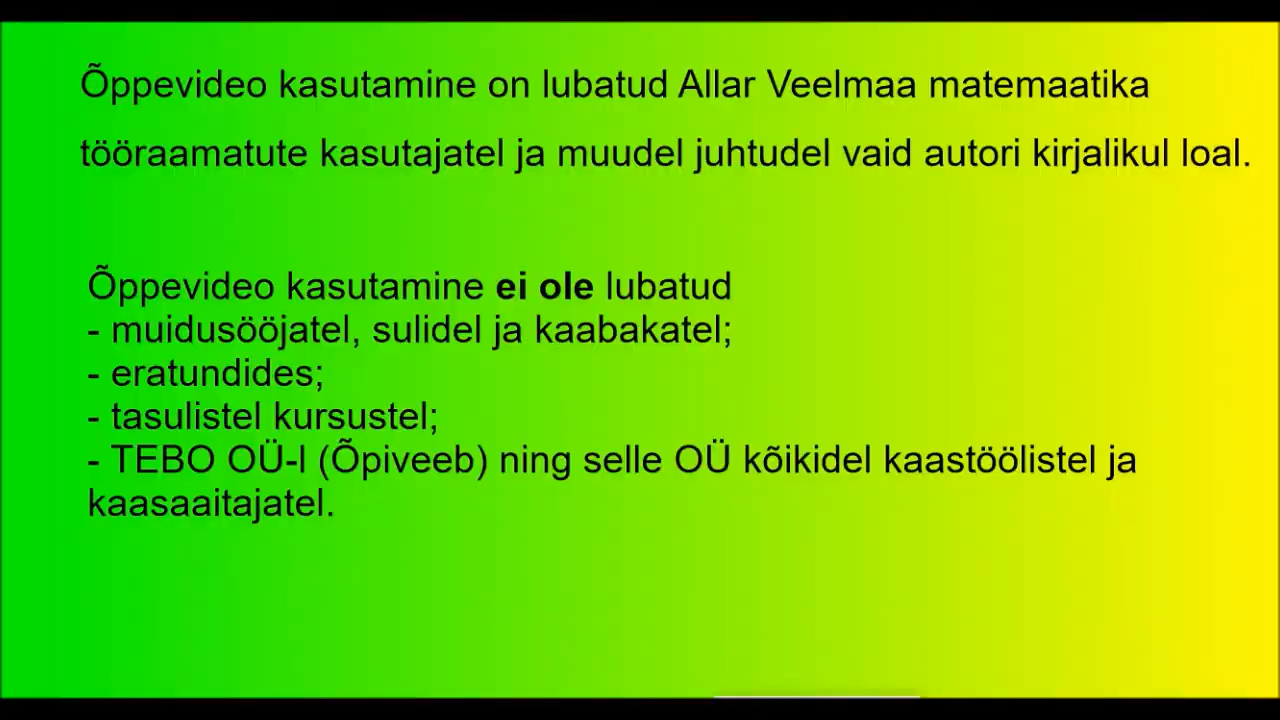 Õppevideo kasutamine on lubatud Allar Veelmaa matemaatika
tööraamatute kasutajatel ja muudel juhtudel vaid autori kirjalikul loal.
Õppevideo kasutamine ei ole lubatud
- muidusööjatel, sulidel ja kaabakatel;
- eratundides;
- tasulistel kursustel;
- TEBO OÜ-l (Õpiveeb) ning selle OÜ kõikidel kaastöölistel ja
kaasaaitajatel.